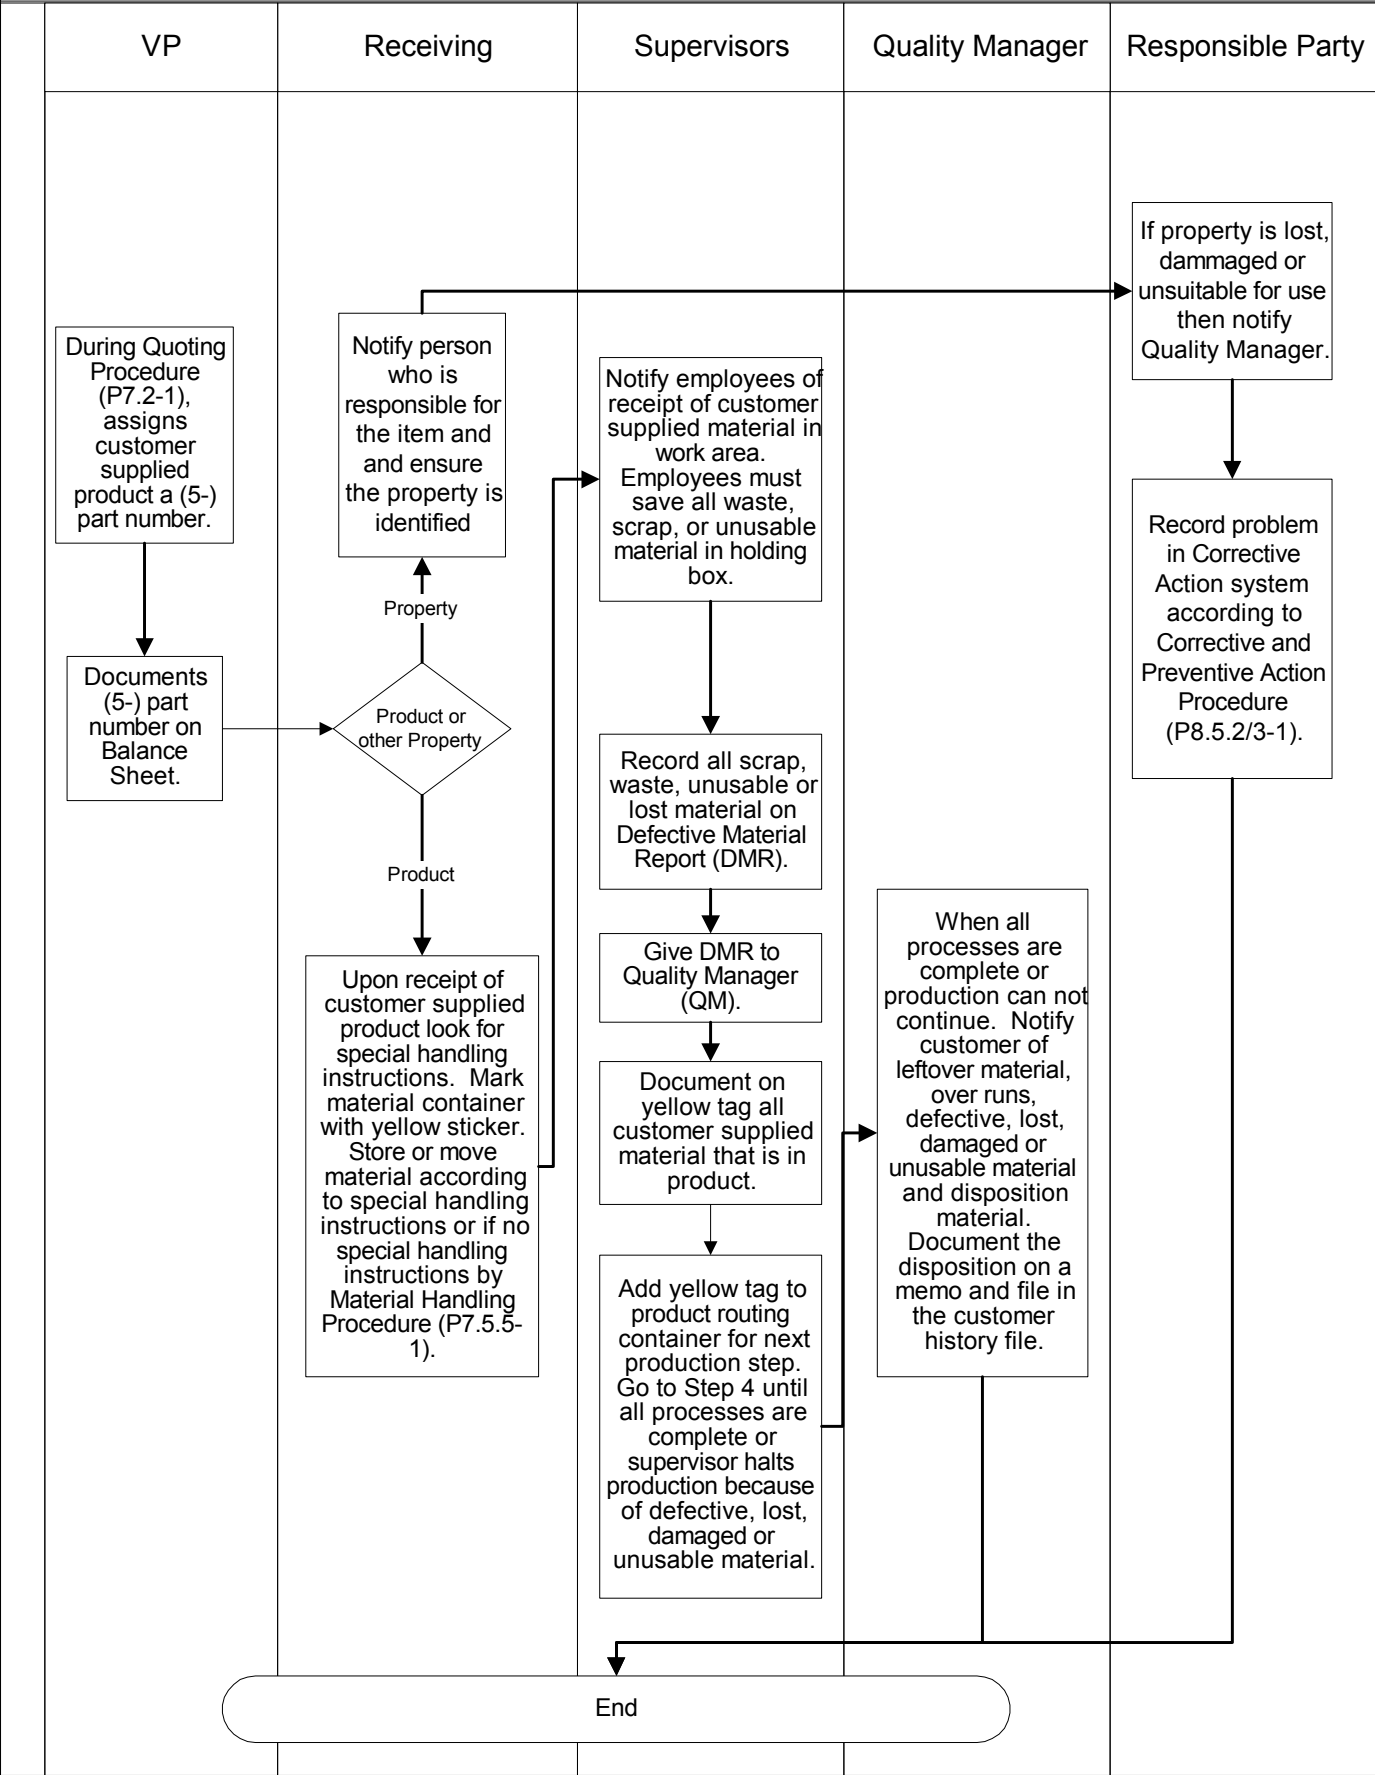 VP
Receiving
Supervisors
Quality Manager
Responsible Party
During Quoting
Procedure
(P7.2-1),
assigns
customer
supplied
product a (5-)
part number.
Documents
(5-) part
number on
Balance
Sheet.
Notify person
who is
responsible for
the item and
and ensure
the property is
identified
Property
Product or
other Property
Product
Upon receipt of
customer supplied
product look for
special handling
instructions.  Mark
material container
with yellow sticker.
Store or move
material according
to special handling
instructions or if no
special handling
instructions by
Material Handling
Procedure (P7.5.5-
1).
Notify employees of
receipt of customer
supplied material in
work area.
Employees must
save all waste,
scrap, or unusable
material in holding
box.
Record all scrap,
waste, unusable or
lost material on
Defective Material
Report (DMR).
Give DMR to
Quality Manager
(QM).
Document on
yellow tag all
customer supplied
material that is in
product.
Add yellow tag to
product routing
container for next
production step.
Go to Step 4 until
all processes are
complete or
supervisor halts
production because
of defective, lost,
damaged or
unusable material.
When all
processes are
complete or
production can not
continue.  Notify
customer of
leftover material,
over runs,
defective, lost,
damaged or
unusable material
and disposition
material.
Document the
disposition on a
memo and file in
the customer
history file.
If property is lost,
dammaged or
unsuitable for use
then notify
Quality Manager.
Record problem
in Corrective
Action system
according to
Corrective and
Preventive Action
Procedure
(P8.5.2/3-1).
End